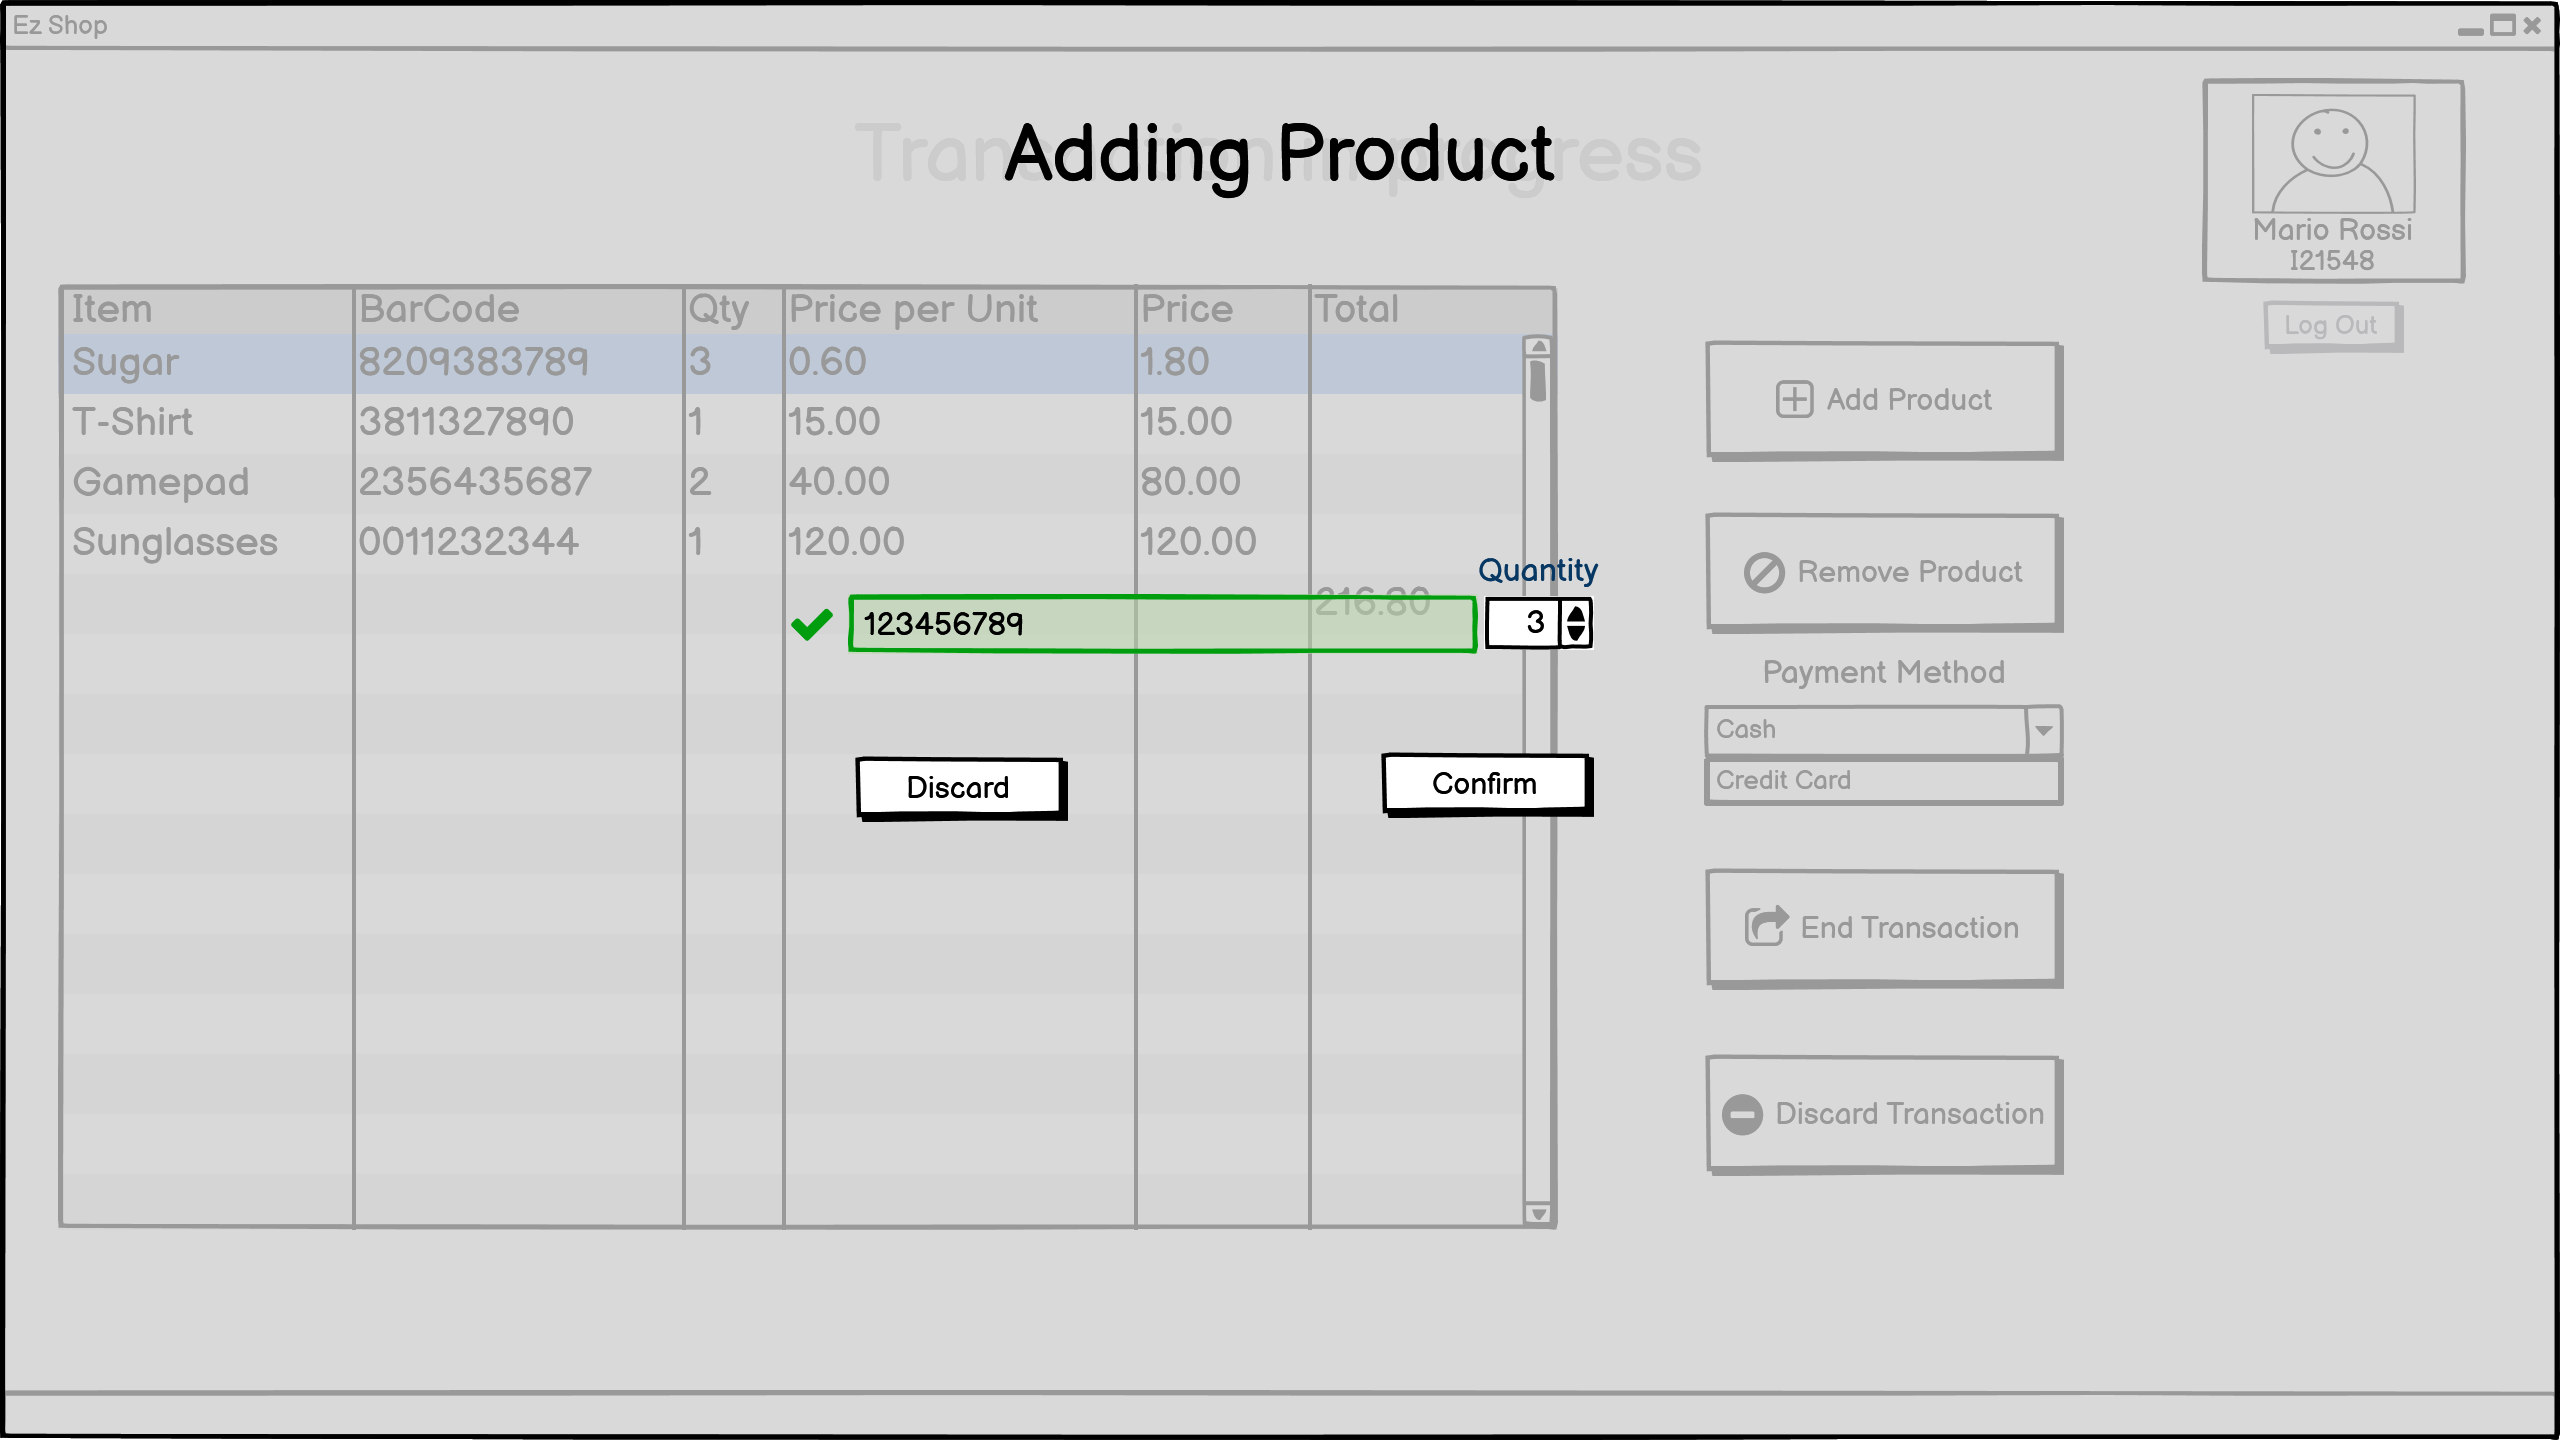 Ez Shop
Transaction in progress
Adding Product
Mario Rossi
I21548
Log Out
Item BarCode Qty Price per Unit Price Total
Sugar 8209383789 3 0.60 1.80
T-Shirt 3811327890 1 15.00 15.00
Gamepad 2356435687 2 40.00 80.00
Sunglasses 0011232344 1 120.00 120.00
216.80
Quantity
123456789 3
Discard Confirm
Add Product
Remove Product
Payment Method
Cash
Credit Card
End Transaction
Discard Transaction